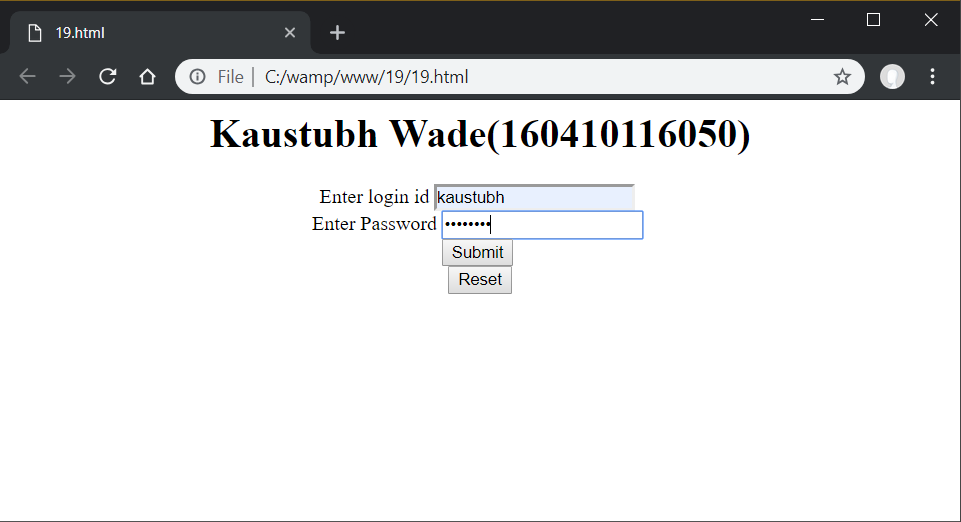 19.html
File | C:/wamp/www/19/19.html
Kaustubh Wade(160410116050)
Enter login id kaustubh
Enter Password ••••••••
Submit
Reset